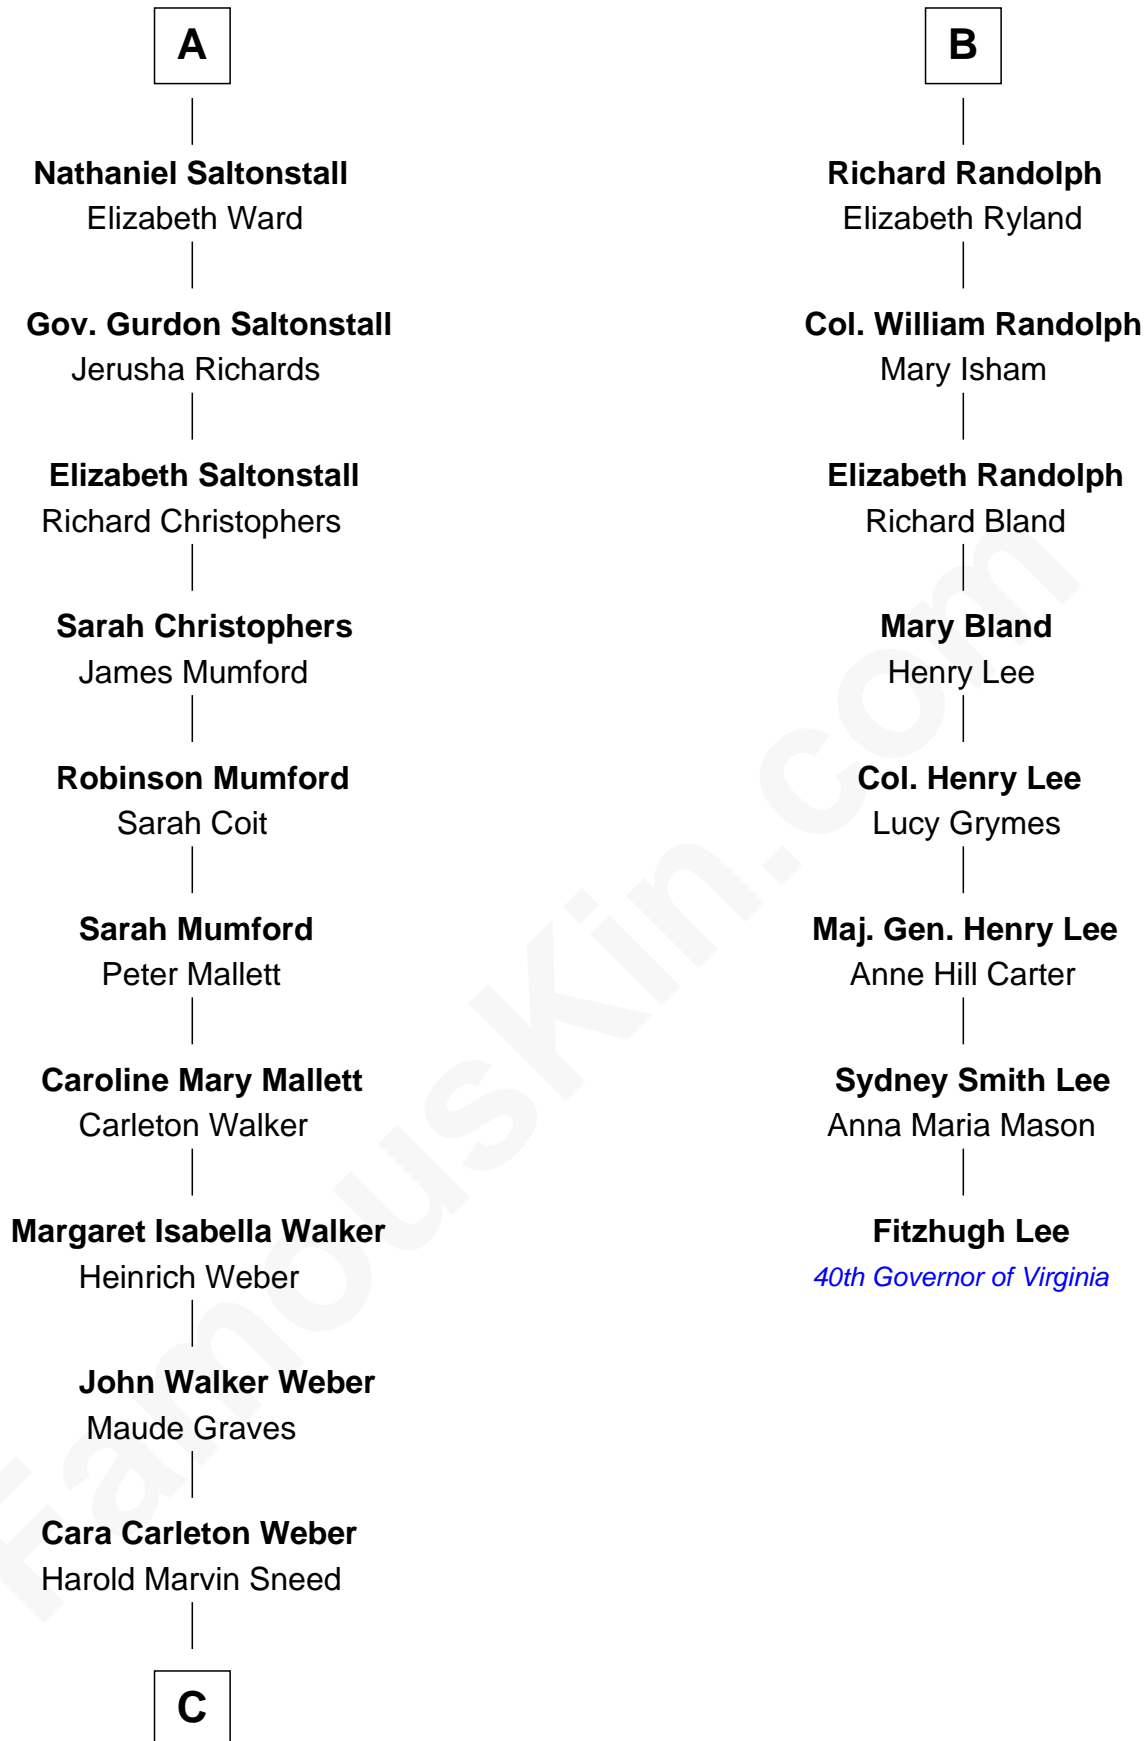 A
Nathaniel Saltonstall
Elizabeth Ward
Gov. Gurdon Saltonstall
Jerusha Richards
Elizabeth Saltonstall
Richard Christophers
Sarah Christophers
James Mumford
Robinson Mumford
Sarah Coit
Sarah Mumford
Peter Mallett
Caroline Mary Mallett
Carleton Walker
Margaret Isabella Walker
Heinrich Weber
John Walker Weber
Maude Graves
Cara Carleton Weber
Harold Marvin Sneed
C
B
Richard Randolph
Elizabeth Ryland
Col. William Randolph
Mary Isham
Elizabeth Randolph
Richard Bland
Mary Bland
Henry Lee
Col. Henry Lee
Lucy Grymes
Maj. Gen. Henry Lee
Anne Hill Carter
Sydney Smith Lee
Anna Maria Mason
Fitzhugh Lee
40th Governor of Virginia
FamousKin.com